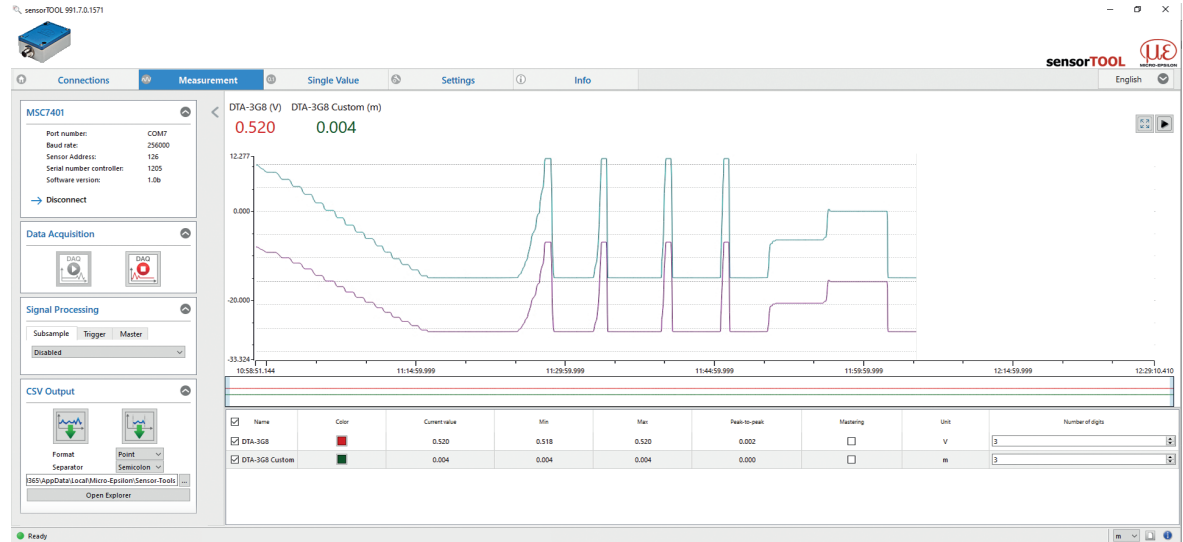 sensorTOOL 991.7.0.1571
sensorTOOL
MICRO-EPSILON
Connections Measurement Single Value Settings Info English
MSC7401
Port number: COM7
Baud rate: 256000
Sensor Address: 126
Serial number controller: 1205
Software version: 1.0b
Disconnect
Data Acquisition
DAQ DAQ
Signal Processing
Subsample Trigger Master
Disabled
CSV Output
Format Point
Separator Semicolon
I365\AppData\Local\Micro-Epsilon\Sensor-Tools ...
Open Explorer
DTA-3G8 (V) DTA-3G8 Custom (m)
0.520 0.004
12.277
0.000
-20.000
-33.324
10:58:51.144 11:14:59.999 11:29:59.999 11:44:59.999 11:59:59.999 12:14:59.999 12:29:10.410
Name Color Current value Min Max Peak-to-peak Mastering Unit Number of digits
DTA-3G8 0.520 0.518 0.520 0.002 V 3
DTA-3G8 Custom 0.004 0.004 0.004 0.000 m 3
Ready m